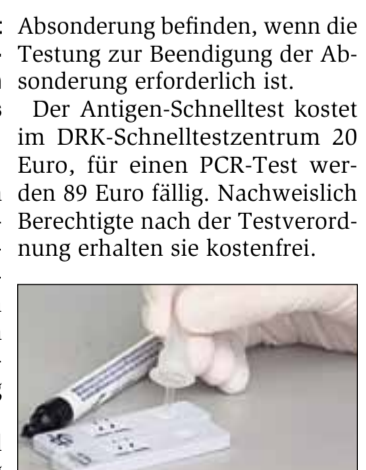 Absonderung befinden, wenn die
Testung zur Beendigung der Ab-
sonderung erforderlich ist.
Der Antigen-Schnelltest kostet
im DRK-Schnelltestzentrum 20
Euro, für einen PCR-Test wer-
den 89 Euro fällig. Nachweislich
Berechtigte nach der Testverord-
nung erhalten sie kostenfrei.